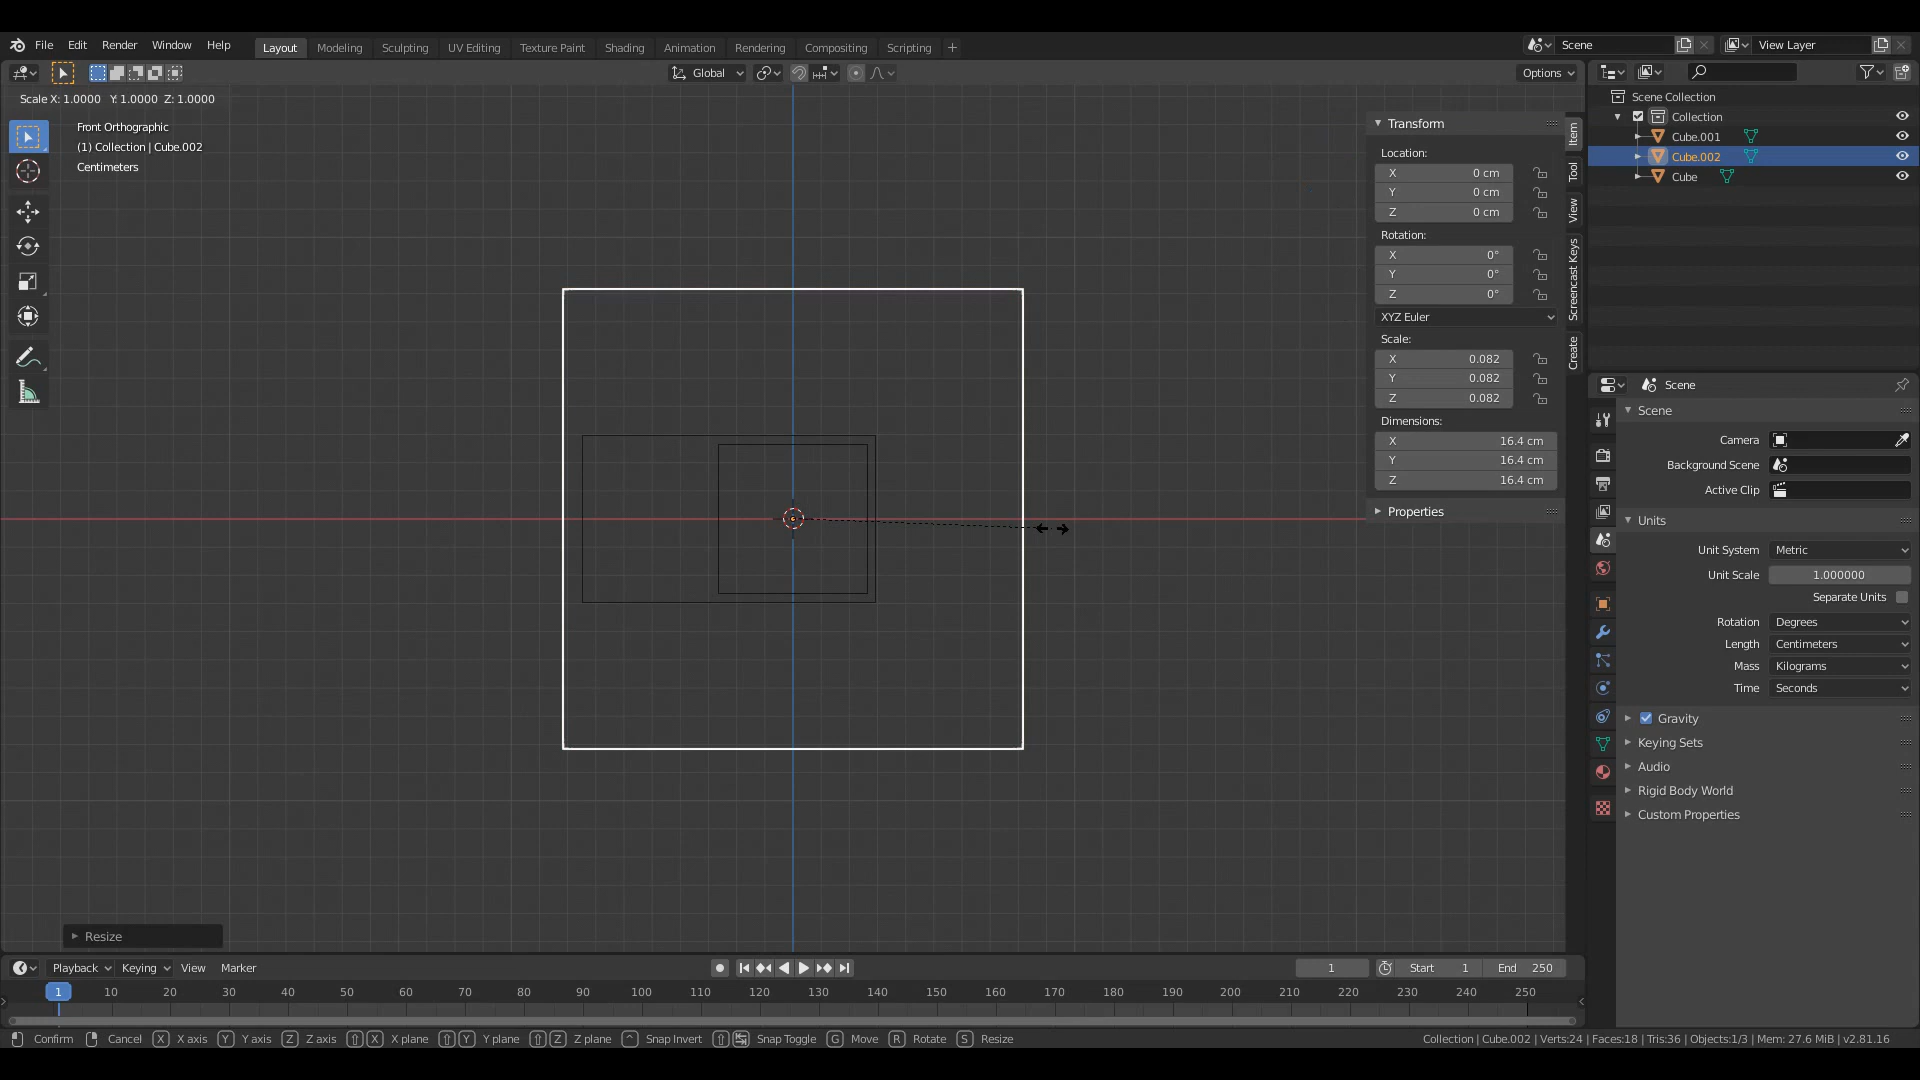 File Edit Render Window Help Layout Modeling Sculpting UV Editing Texture Paint Shading Animation Rendering Compositing Scripting + Scene View Layer
Global Options
Scale X: 1.0000 Y: 1.0000 Z: 1.0000
Front Orthographic
(1) Collection | Cube.002
Centimeters
Resize
Transform
Location:
X 0 cm
Y 0 cm
Z 0 cm
Rotation:
X 0°
Y 0°
Z 0°
XYZ Euler
Scale:
X 0.082
Y 0.082
Z 0.082
Dimensions:
X 16.4 cm
Y 16.4 cm
Z 16.4 cm
Properties
Item
Tool
View
Screencast Keys
Create
Scene Collection
Collection
Cube.001
Cube.002
Cube
Scene
Scene
Camera
Background Scene
Active Clip
Units
Unit System Metric
Unit Scale 1.000000
Separate Units
Rotation Degrees
Length Centimeters
Mass Kilograms
Time Seconds
Gravity
Keying Sets
Audio
Rigid Body World
Custom Properties
Playback Keying View Marker 1 Start 1 End 250
1 10 20 30 40 50 60 70 80 90 100 110 120 130 140 150 160 170 180 190 200 210 220 230 240 250
Confirm Cancel X X axis Y Y axis Z Z axis X X plane Y Y plane Z Z plane ^ Snap Invert Snap Toggle G Move R Rotate S Resize Collection | Cube.002 | Verts:24 | Faces:18 | Tris:36 | Objects:1/3 | Mem: 27.6 MiB | v2.81.16